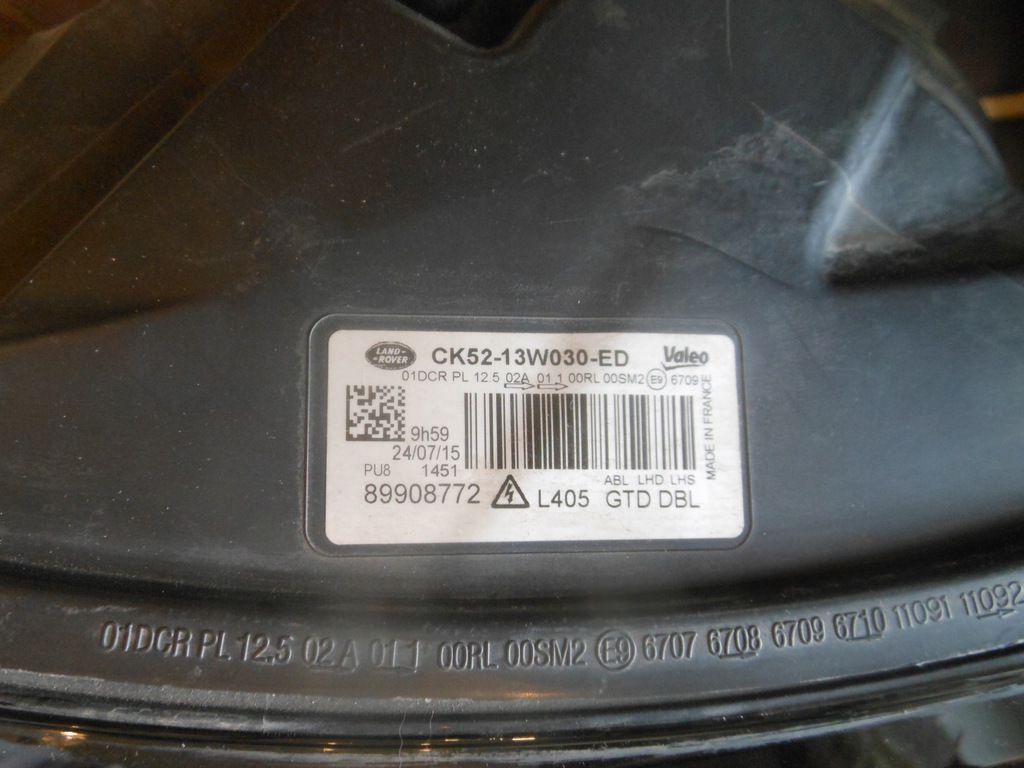 LAND-
ROVER
CK52-13W030-ED
Valeo
01DCR PL 12.5 02A 01 1 00RL 00SM2 E9 6709
MADE IN FRANCE
9h59
24/07/15
PU8 1451
ABL LHD LHS
89908772 L405 GTD DBL
01DCR PL 12.5 02 A 01 1 00RL 00SM2 E9 6707 6708 6709 6710 11091 11092